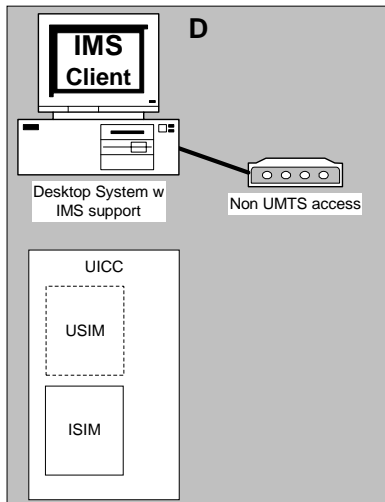 D
IMS
Client
Desktop System w
IMS support
Non UMTS access
UICC
USIM
ISIM